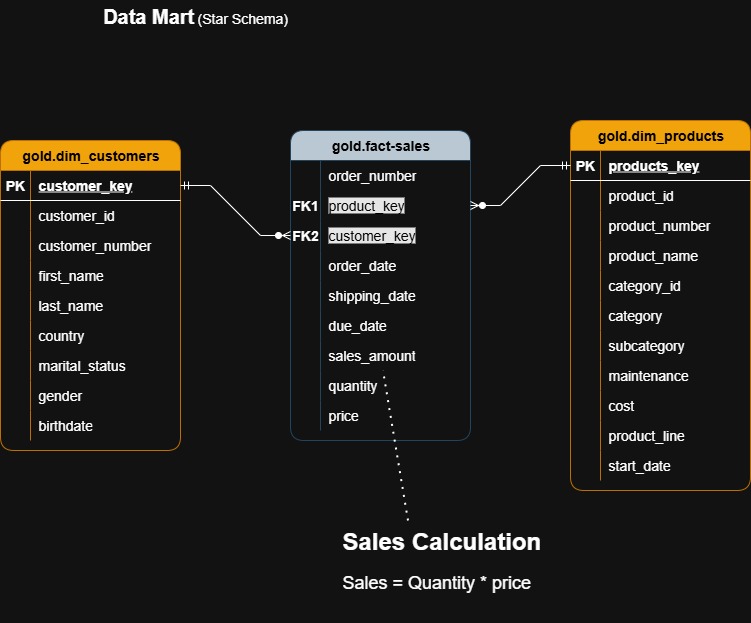 Data Mart (Star Schema)
gold.dim_customers
PK customer_key
customer_id
customer_number
first_name
last_name
country
marital_status
gender
birthdate
gold.fact-sales
order_number
FK1 product_key
FK2 customer_key
order_date
shipping_date
due_date
sales_amount
quantity
price
gold.dim_products
PK products_key
product_id
product_number
product_name
category_id
category
subcategory
maintenance
cost
product_line
start_date
Sales Calculation
Sales = Quantity * price